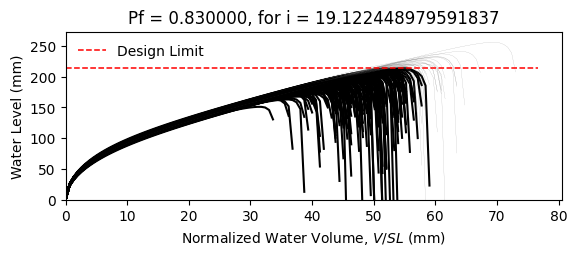 Pf = 0.830000, for i = 19.122448979591837
Design Limit
Water Level (mm)
250
200
150
100
50
0
0 10 20 30 40 50 60 70 80
Normalized Water Volume, V/SL (mm)